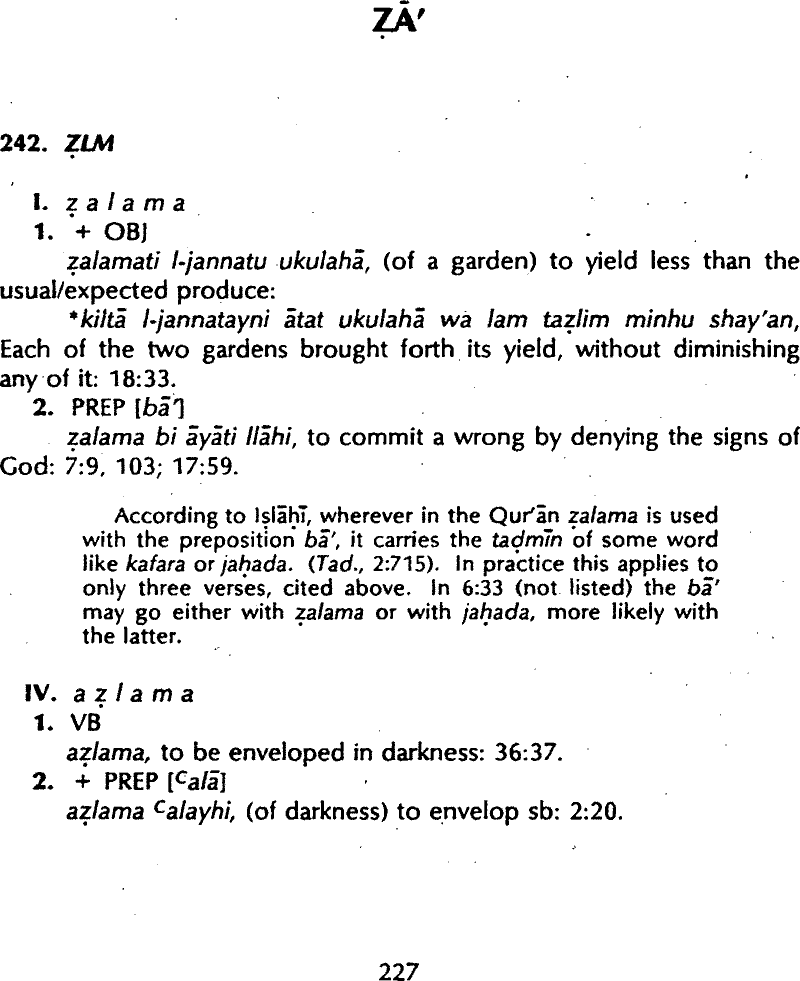 ẒĀ'
242. ẒLM
I. ẓ a l a m a
1. + OBJ
ẓalamati l-jannatu ukulahā, (of a garden) to yield less than the
usual/expected produce:
*kiltā l-jannatayni ātat ukulahā wa lam taẓlim minhu shay'an,
Each of the two gardens brought forth its yield, without diminishing
any of it: 18:33.
2. PREP [bā']
ẓalama bi āyāti llāhi, to commit a wrong by denying the signs of
God: 7:9, 103; 17:59.
According to Iṣlāḥī, wherever in the Qur'ān ẓalama is used
with the preposition bā', it carries the taḍmīn of some word
like kafara or jaḥada. (Tad., 2:715). In practice this applies to
only three verses, cited above. In 6:33 (not listed) the bā'
may go either with ẓalama or with jaḥada, more likely with
the latter.
IV. a ẓ l a m a
1. VB
aẓlama, to be enveloped in darkness: 36:37.
2. + PREP [ᶜalā]
aẓlama ᶜalayhi, (of darkness) to envelop sb: 2:20.
227